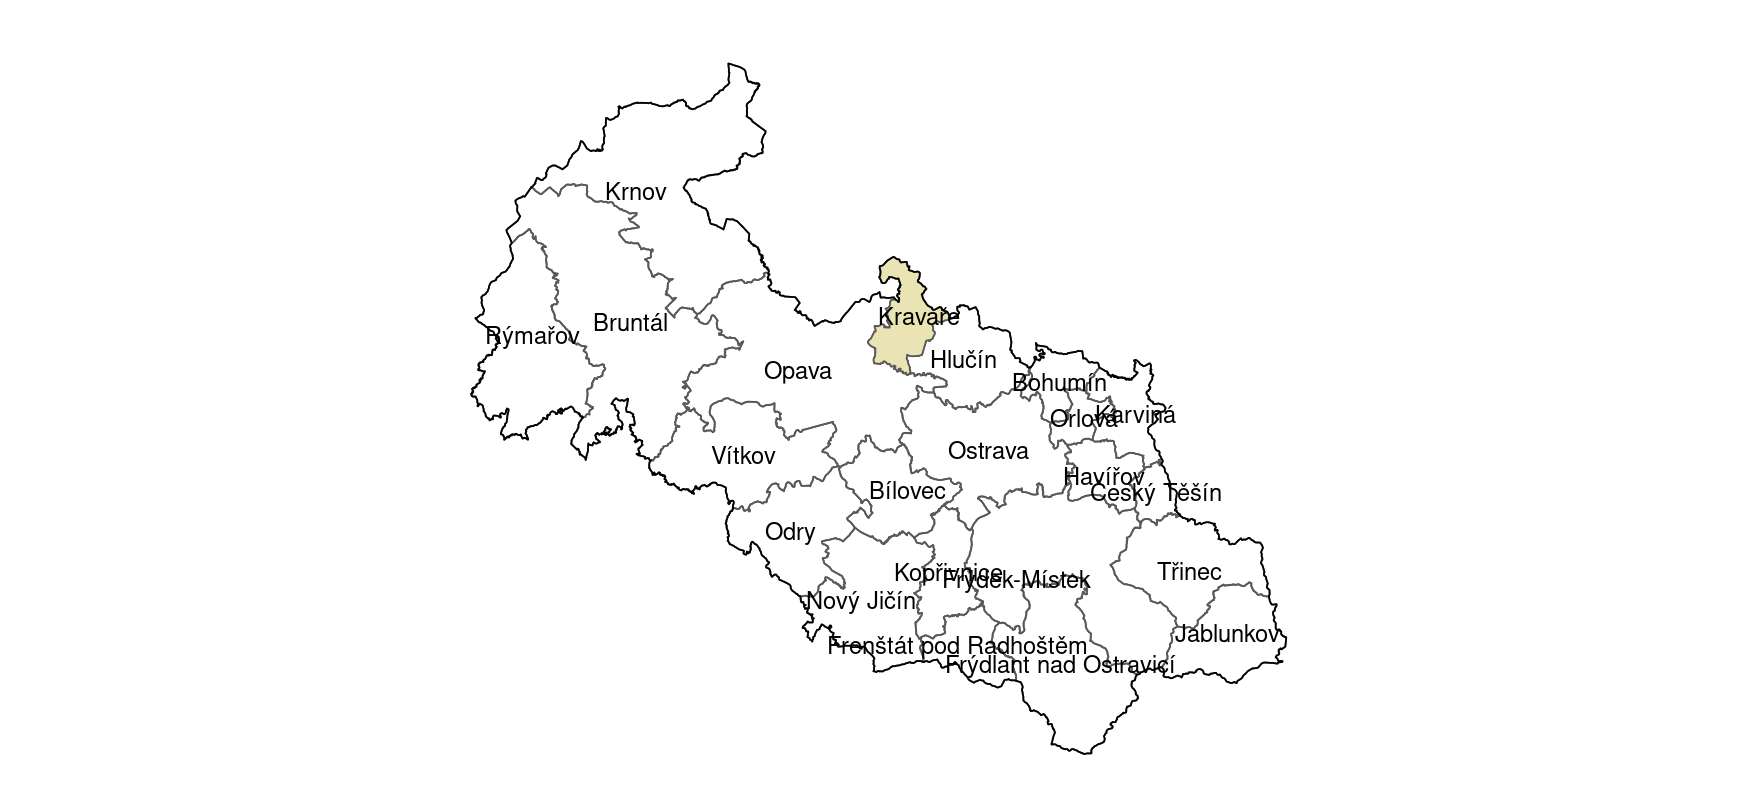 Krnov
Kravaře
Bruntál
Rýmařov
Hlučín
Opava
Bohumín
Karviná
Orlová
Ostrava
Vítkov
Havířov
Bílovec
Český Těšín
Odry
Kopřivnice
Třinec
Frýdek-Místek
Nový Jičín
Jablunkov
Frenštát pod Radhoštěm
Frýdlant nad Ostravicí